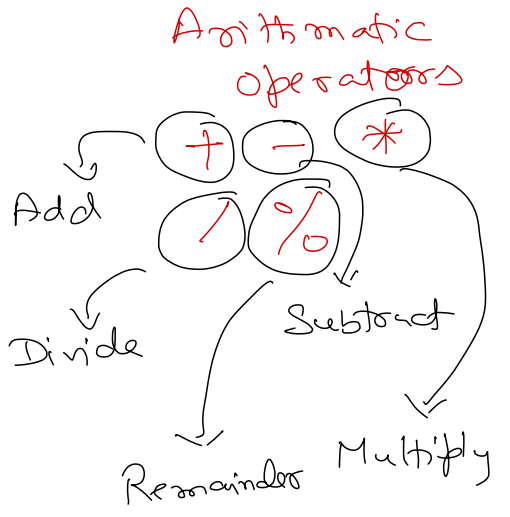 Arithmatic
operators
+ - *
/ %
Add
Subtract
Divide
Multiply
Remainder